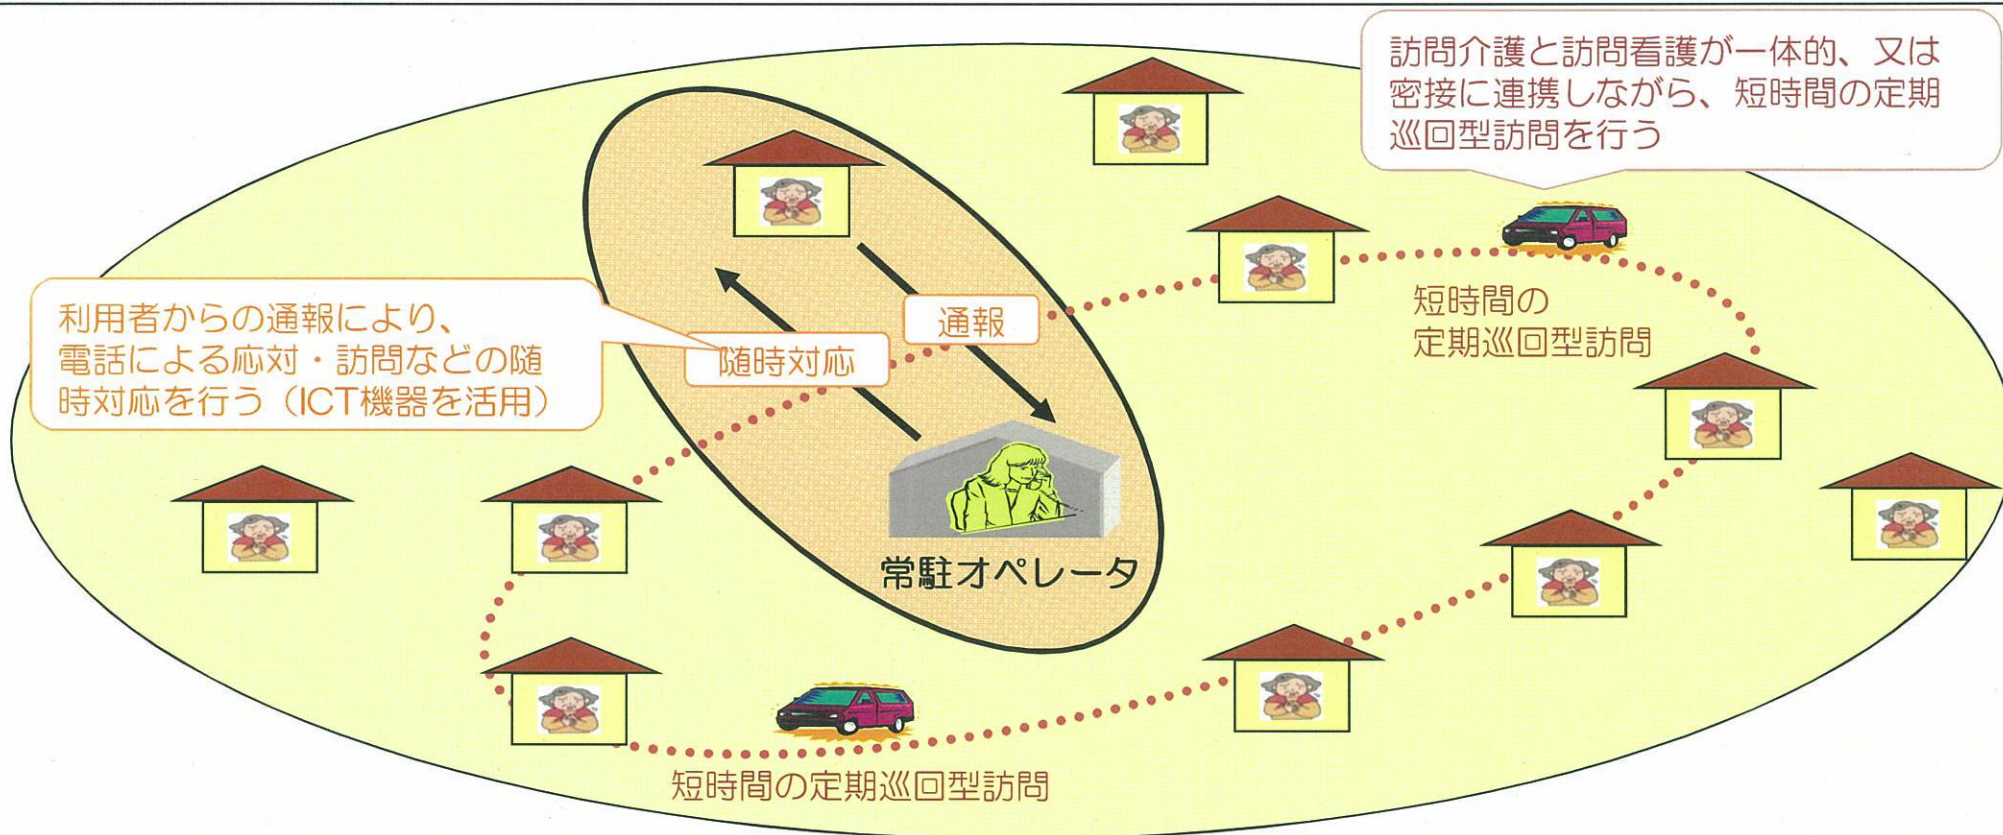 訪問介護と訪問看護が一体的、又は
密接に連携しながら、短時間の定期
巡回型訪問を行う
利用者からの通報により、
電話による応対・訪問などの随
時対応を行う（ICT機器を活用）
通報
随時対応
短時間の
定期巡回型訪問
常駐オペレータ
短時間の定期巡回型訪問